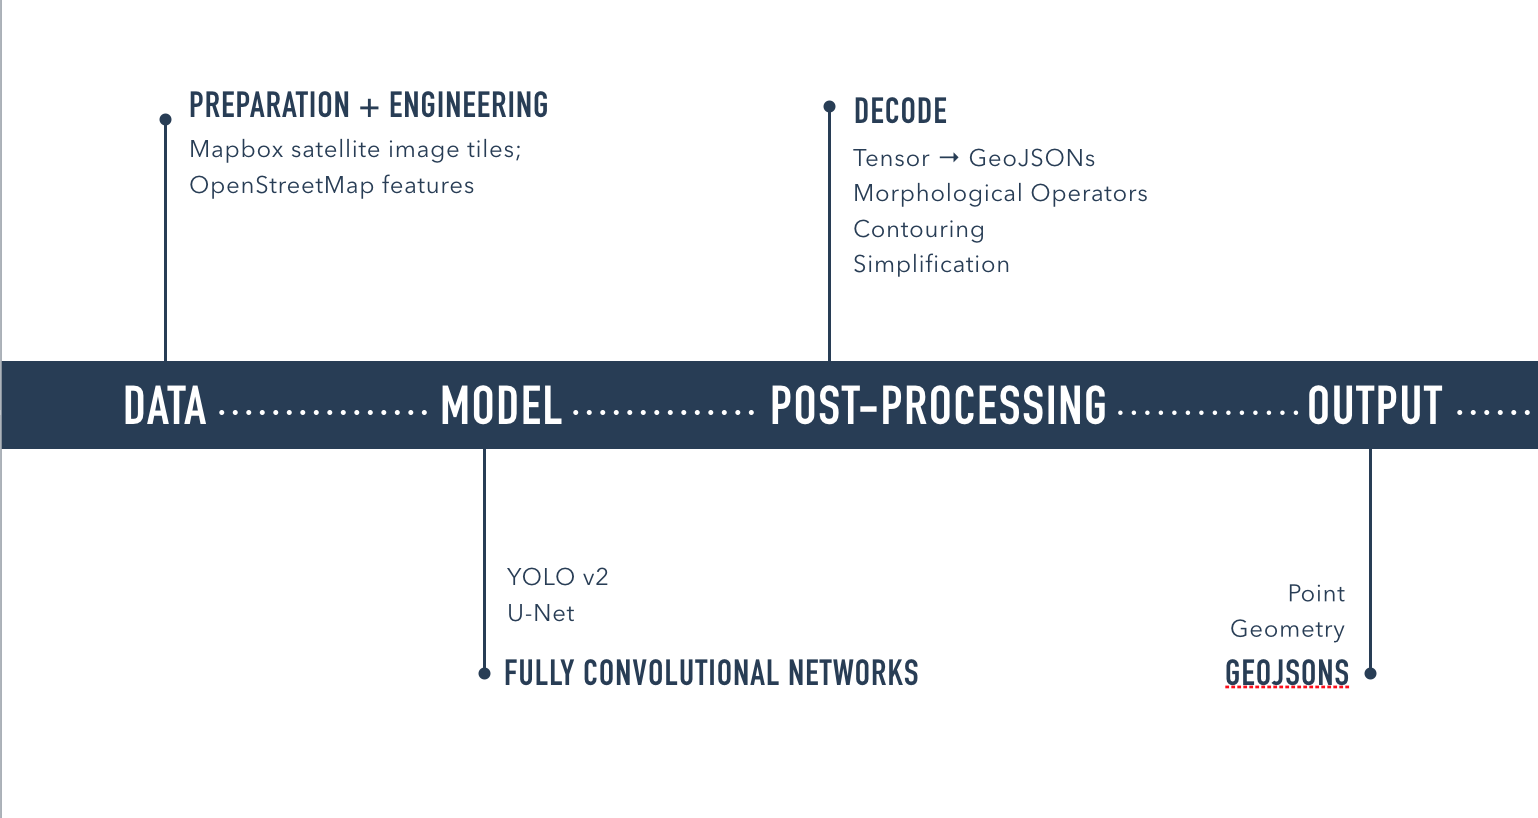 PREPARATION + ENGINEERING
Mapbox satellite image tiles;
OpenStreetMap features
DECODE
Tensor → GeoJSONs
Morphological Operators
Contouring
Simplification
DATA ............... MODEL .............. POST-PROCESSING .............. OUTPUT ......
YOLO v2
U-Net
FULLY CONVOLUTIONAL NETWORKS
Point
Geometry
GEOJSONS